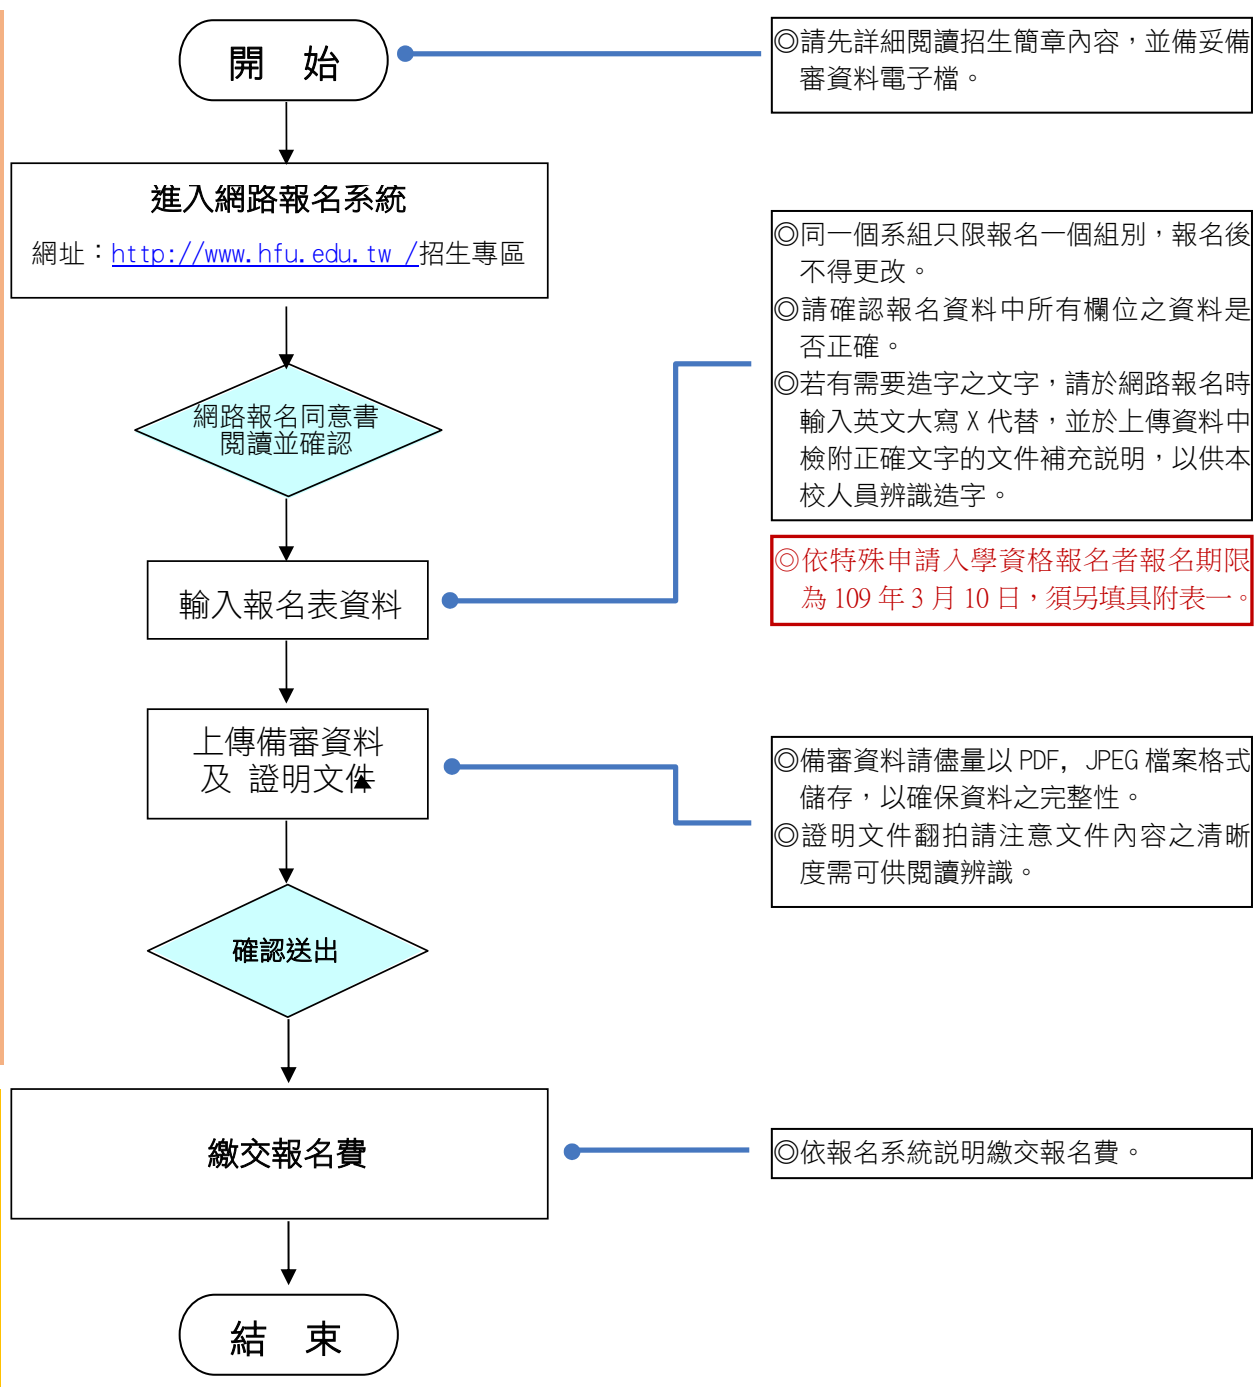 開 始
◎請先詳細閱讀招生簡章內容，並備妥備
審資料電子檔。
進入網路報名系統
網址：http://www.hfu.edu.tw /招生專區
◎同一個系組只限報名一個組別，報名後
不得更改。
◎請確認報名資料中所有欄位之資料是
否正確。
◎若有需要造字之文字，請於網路報名時
輸入英文大寫 X 代替，並於上傳資料中
檢附正確文字的文件補充説明，以供本
校人員辨識造字。
網路報名同意書
閱讀並確認
◎依特殊申請入學資格報名者報名期限
為 109 年 3 月 10 日，須另填具附表一。
輸入報名表資料
上傳備審資料
及 證明文件
◎備審資料請儘量以 PDF, JPEG 檔案格式
儲存，以確保資料之完整性。
◎證明文件翻拍請注意文件內容之清晰
度需可供閱讀辨識。
確認送出
繳交報名費
◎依報名系統説明繳交報名費。
結 束